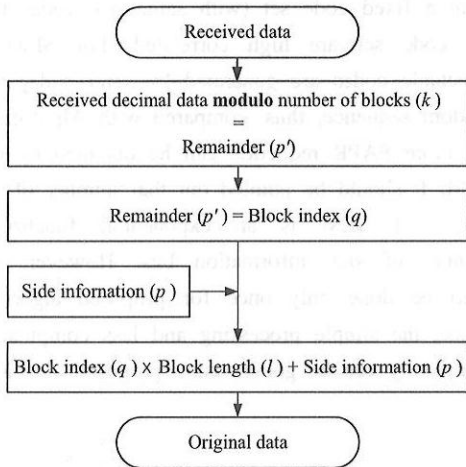 Received data
Received decimal data modulo number of blocks (k)
=
Remainder (p')
Remainder (p') = Block index (q)
Side information (p)
Block index (q) × Block length (l) + Side information (p)
Original data